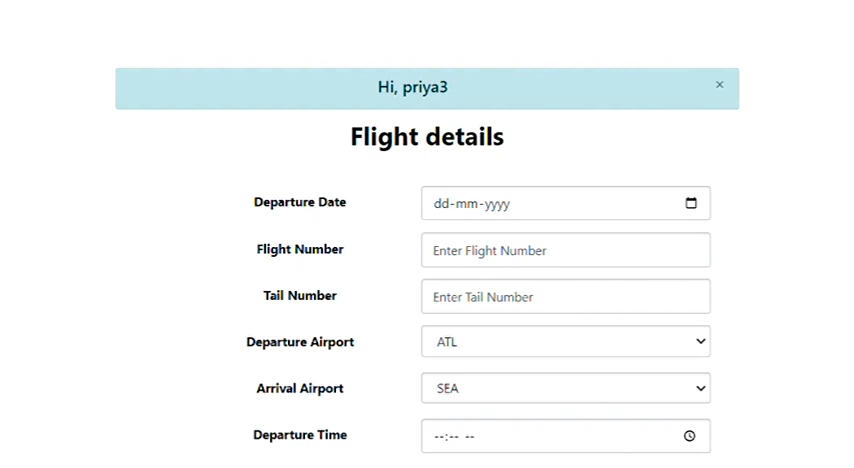 Hi, priya3 ×
Flight details
Departure Date dd-mm-yyyy
Flight Number Enter Flight Number
Tail Number Enter Tail Number
Departure Airport ATL
Arrival Airport SEA
Departure Time --:-- --